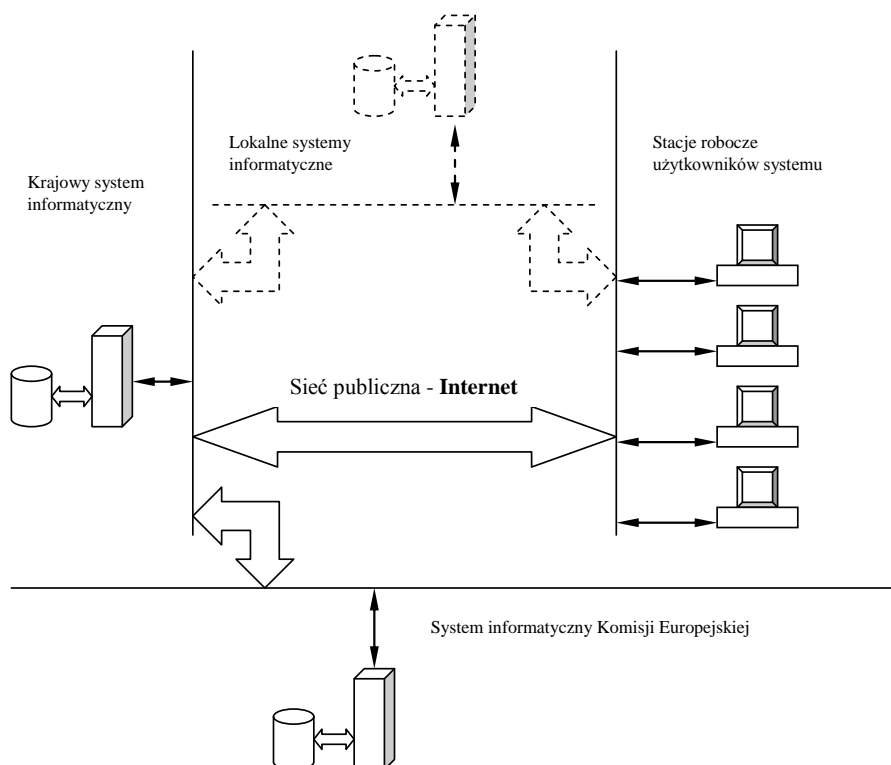 Lokalne systemy
informatyczne
Stacje robocze
użytkowników systemu
Krajowy system
informatyczny
Sieć publiczna - Internet
System informatyczny Komisji Europejskiej